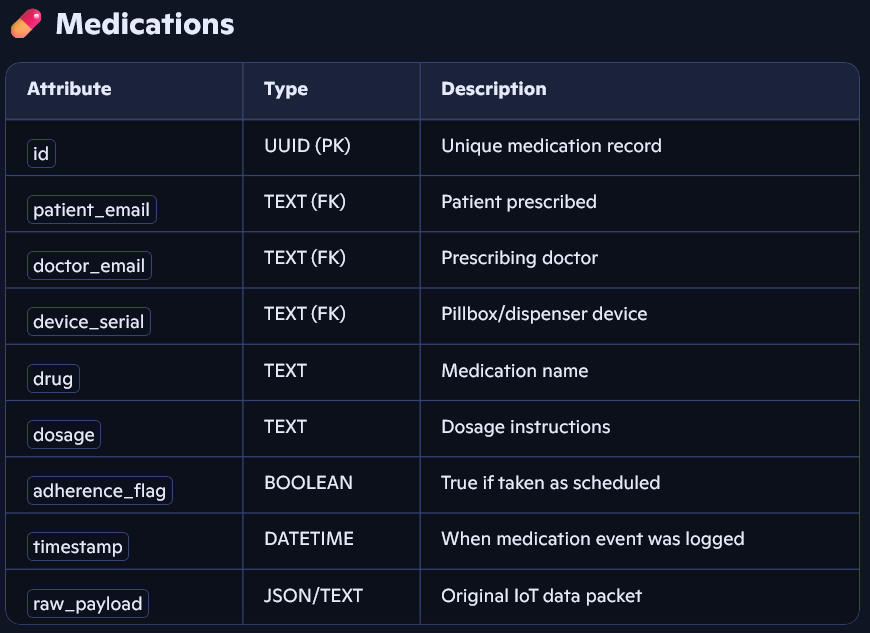 Medications
Attribute Type Description
id UUID (PK) Unique medication record
patient_email TEXT (FK) Patient prescribed
doctor_email TEXT (FK) Prescribing doctor
device_serial TEXT (FK) Pillbox/dispenser device
drug TEXT Medication name
dosage TEXT Dosage instructions
adherence_flag BOOLEAN True if taken as scheduled
timestamp DATETIME When medication event was logged
raw_payload JSON/TEXT Original IoT data packet